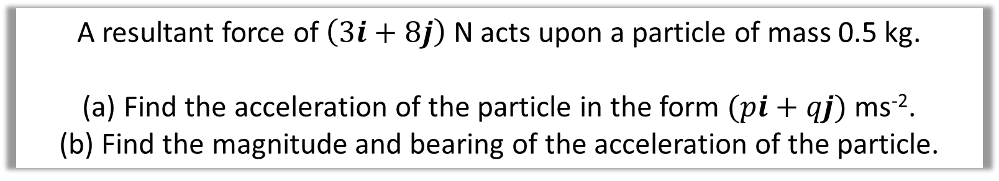 A resultant force of (3i + 8j) N acts upon a particle of mass 0.5 kg.
(a) Find the acceleration of the particle in the form (pi + qj) ms⁻².
(b) Find the magnitude and bearing of the acceleration of the particle.